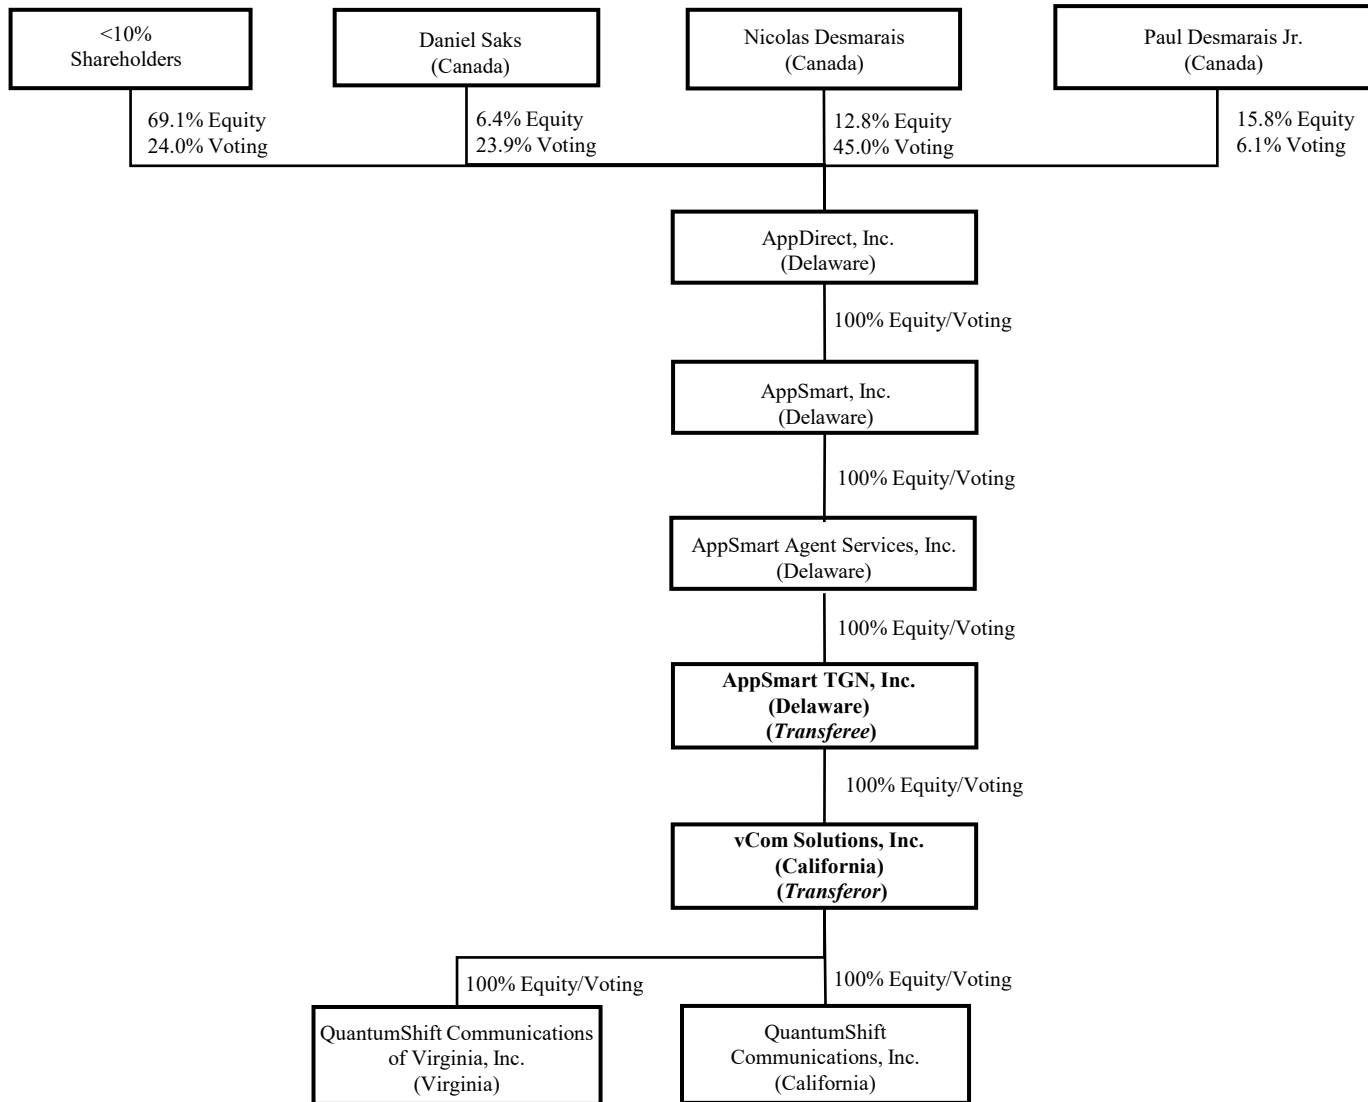 <10%
Shareholders
Daniel Saks
(Canada)
Nicolas Desmarais
(Canada)
Paul Desmarais Jr.
(Canada)
69.1% Equity
24.0% Voting
6.4% Equity
23.9% Voting
12.8% Equity
45.0% Voting
15.8% Equity
6.1% Voting
AppDirect, Inc.
(Delaware)
100% Equity/Voting
AppSmart, Inc.
(Delaware)
100% Equity/Voting
AppSmart Agent Services, Inc.
(Delaware)
100% Equity/Voting
AppSmart TGN, Inc.
(Delaware)
(Transferee)
100% Equity/Voting
vCom Solutions, Inc.
(California)
(Transferor)
100% Equity/Voting
100% Equity/Voting
QuantumShift Communications
of Virginia, Inc.
(Virginia)
QuantumShift
Communications, Inc.
(California)